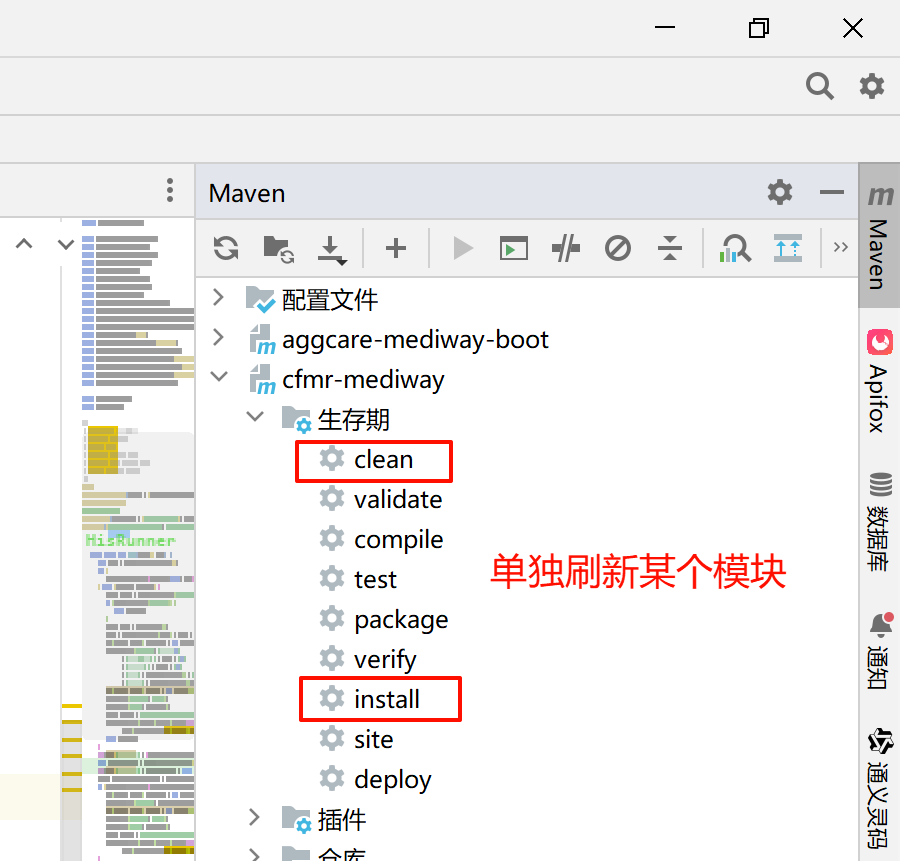 Maven
配置文件
aggcare-mediway-boot
cfmr-mediway
生存期
clean
validate
compile
单独刷新某个模块
test
package
verify
install
site
deploy
插件
仓库
HisRunner
Maven
Apifox
数据库
通知
通义灵码